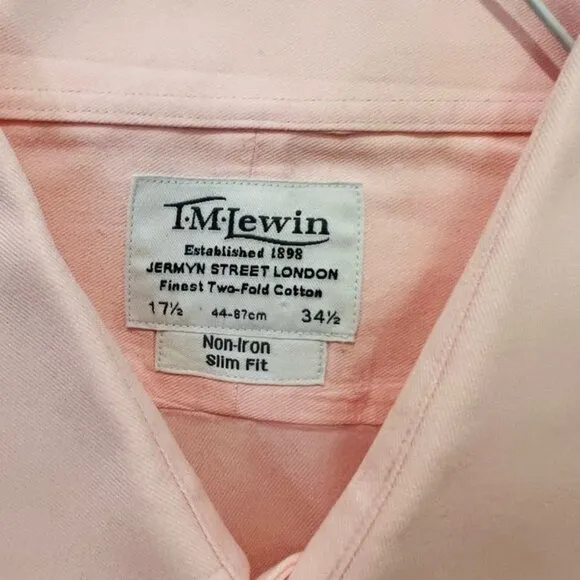 T·M·Lewin
Established 1898
JERMYN STREET LONDON
Finest Two-Fold Cotton
17½ 44-87cm 34½
Non-Iron
Slim Fit